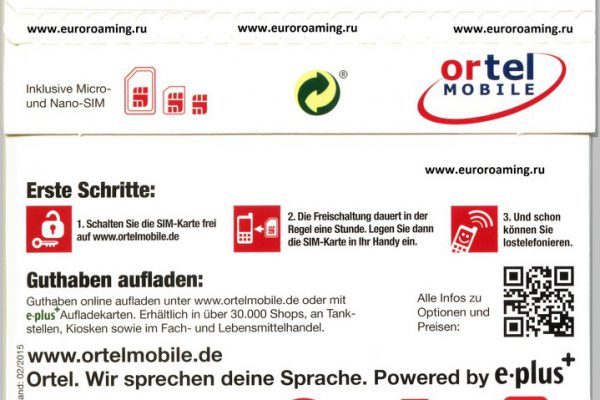 www.euroroaming.ru
www.euroroaming.ru
www.euroroaming.ru
Inklusive Micro-
und Nano-SIM
®
ortel
MOBILE
www.euroroaming.ru
Erste Schritte:
1. Schalten Sie die SIM-Karte frei
auf www.ortelmobile.de
2. Die Freischaltung dauert in der
Regel eine Stunde. Legen Sie dann
die SIM-Karte in Ihr Handy ein.
3. Und schon
können Sie
lostelefonieren.
Guthaben aufladen:
Guthaben online aufladen unter www.ortelmobile.de oder mit
e·plus+ Aufladekarten. Erhältlich in über 30.000 Shops, an Tank-
stellen, Kiosken sowie im Fach- und Lebensmittelhandel.
Alle Infos zu
Optionen und
Preisen:
www.ortelmobile.de
Ortel. Wir sprechen deine Sprache. Powered by e·plus+
and: 02/2015